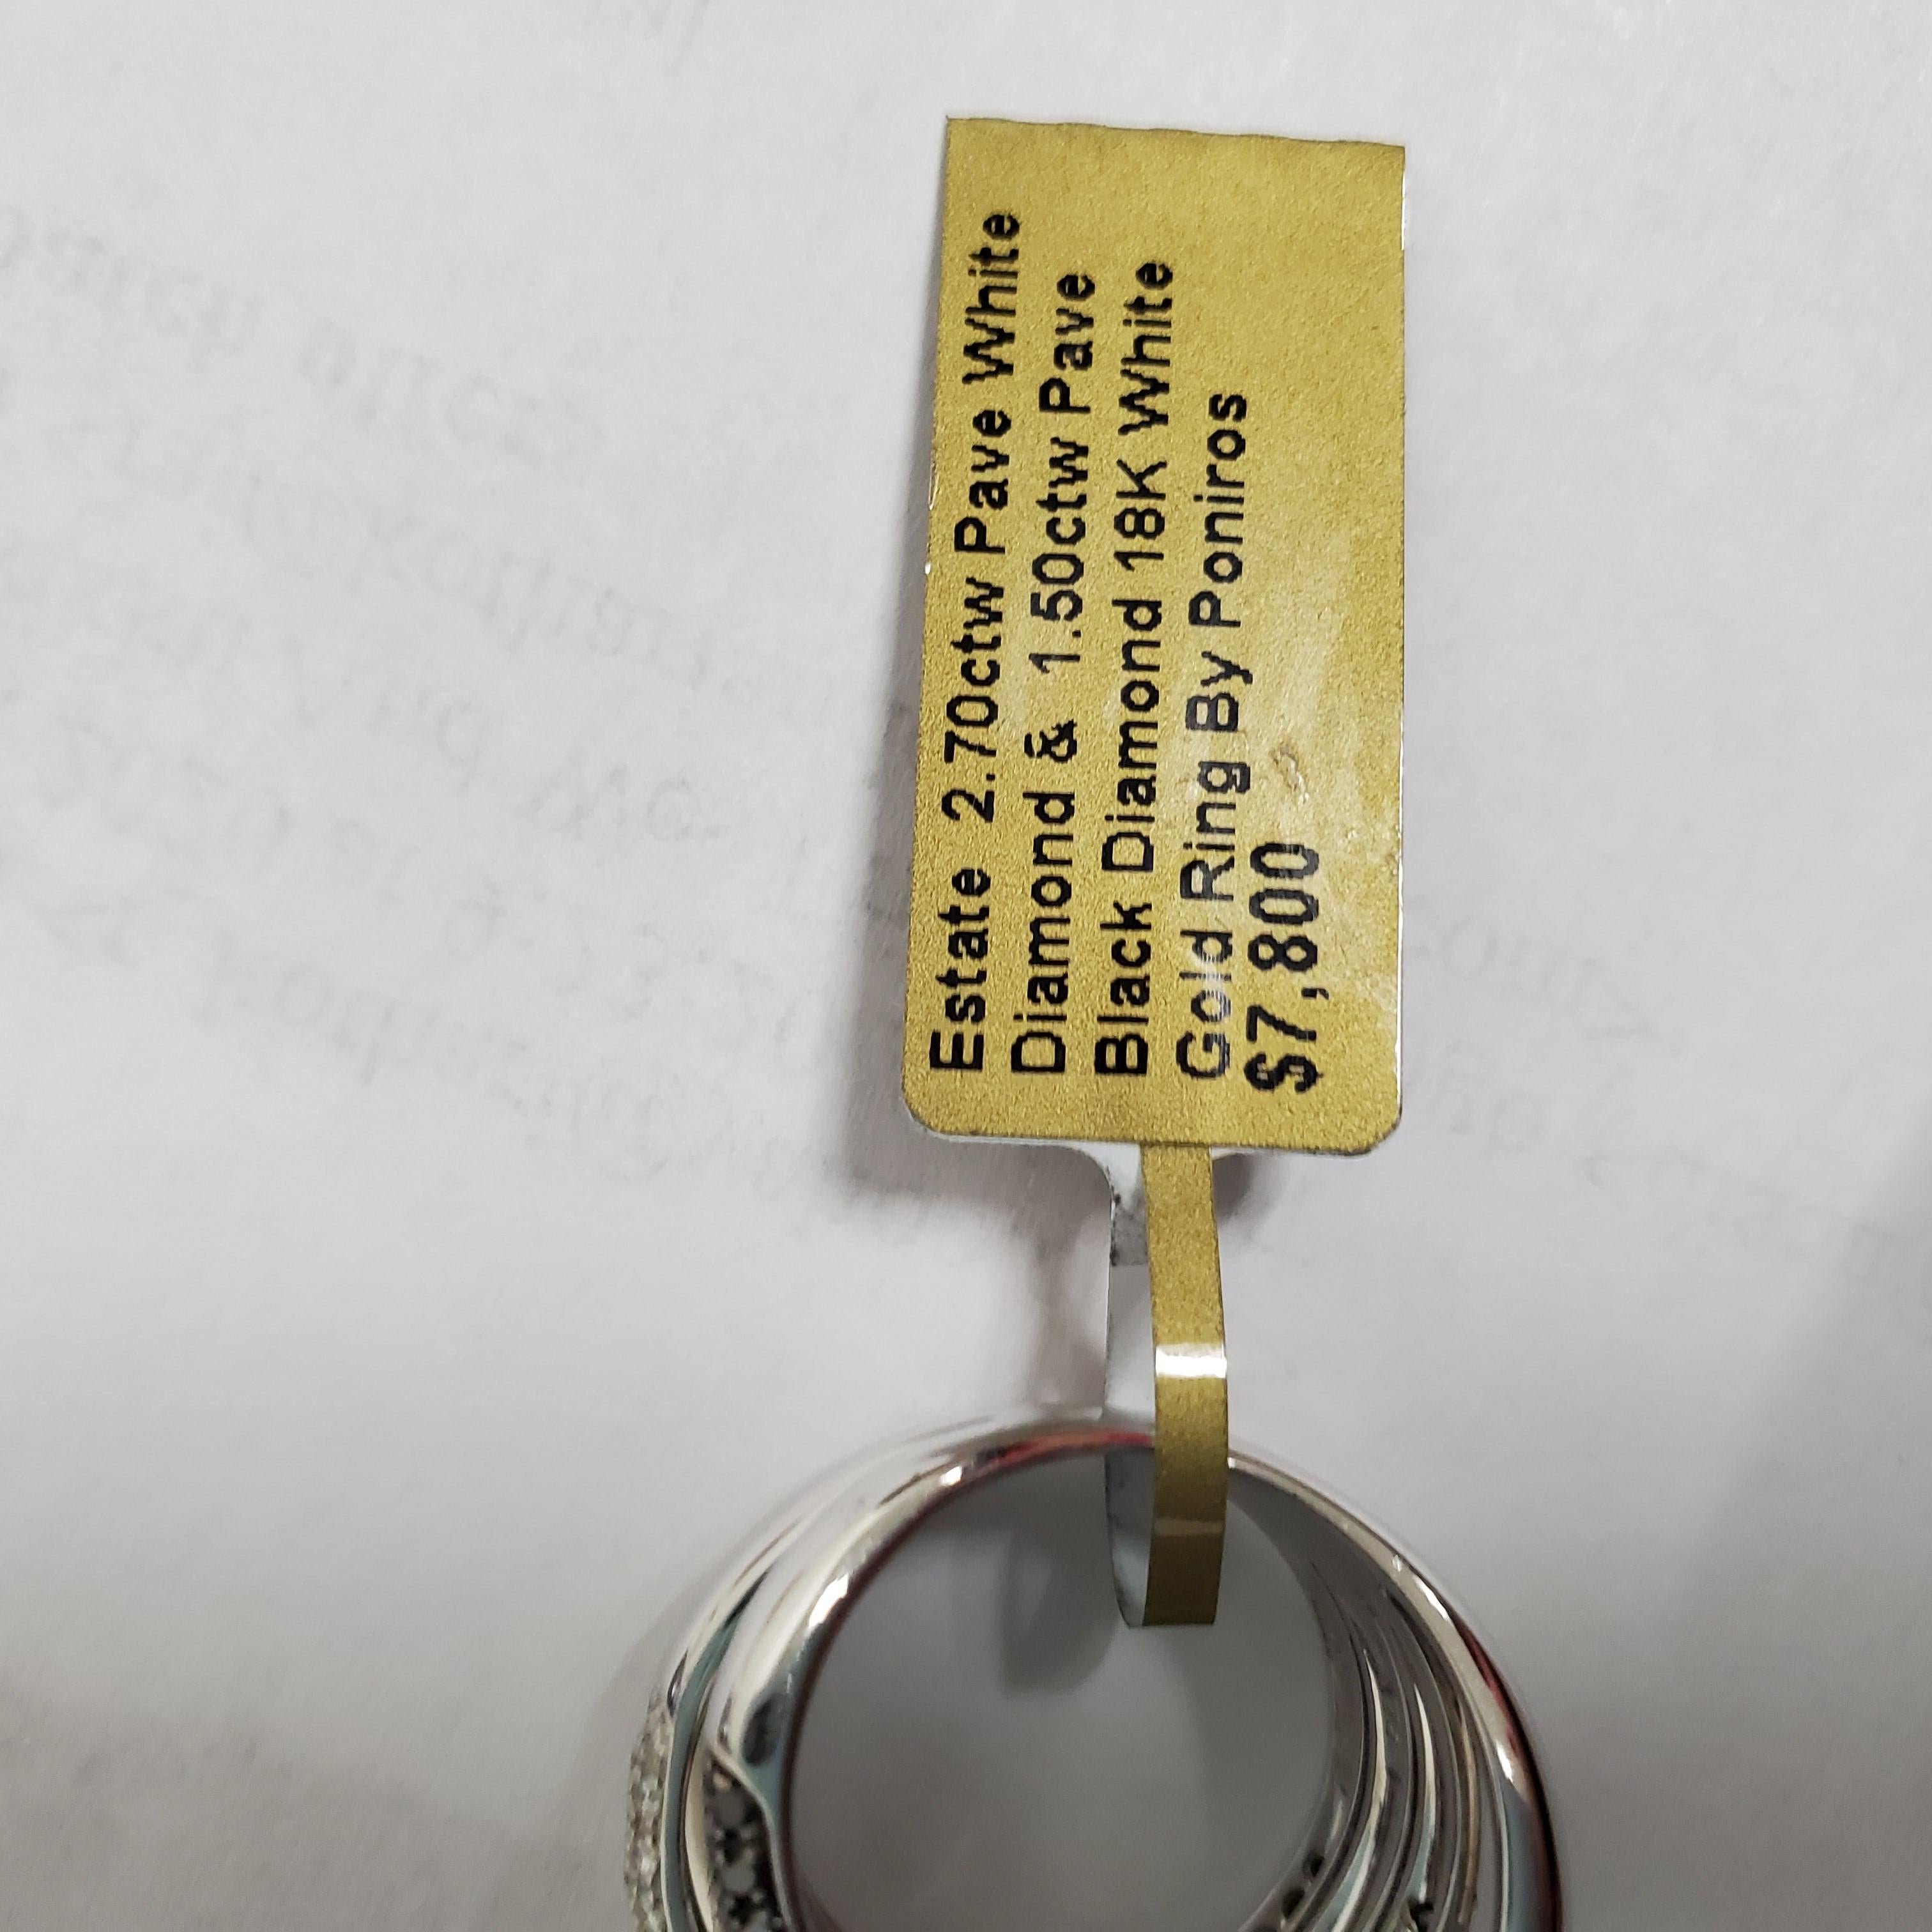 Estate 2.70ctw Pave White
Diamond & 1.50ctw Pave
Black Diamond 18K White
Gold Ring By Poniros
$7,800